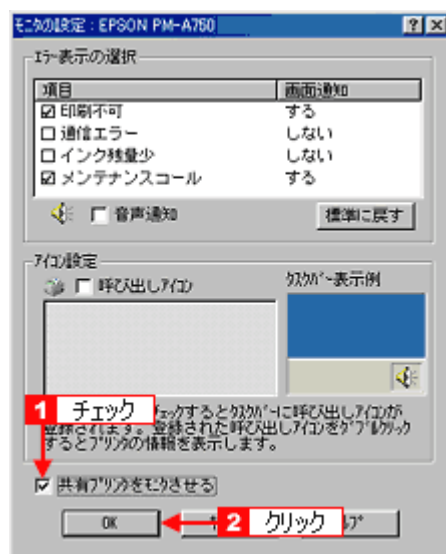 ﾓﾆﾀの設定 : EPSON PM-A750
ｴﾗｰ表示の選択
項目 画面通知
印刷不可 する
通信エラー しない
インク残量少 しない
メンテナンスコール する
音声通知 標準に戻す
ｱｲｺﾝ設定
呼び出しｱｲｺﾝ ﾀｽｸﾊﾞｰ表示例
1 チェック ｪｯｸするとﾀｽｸﾊﾞｰに呼び出しｱｲｺﾝが
登録されます。登録された呼び出しｱｲｺﾝをﾀﾞﾌﾞﾙｸﾘｯｸ
するとﾌﾟﾘﾝﾀの情報を表示します。
共有ﾌﾟﾘﾝﾀをﾓﾆﾀさせる
OK 2 クリック ﾙﾌﾟ